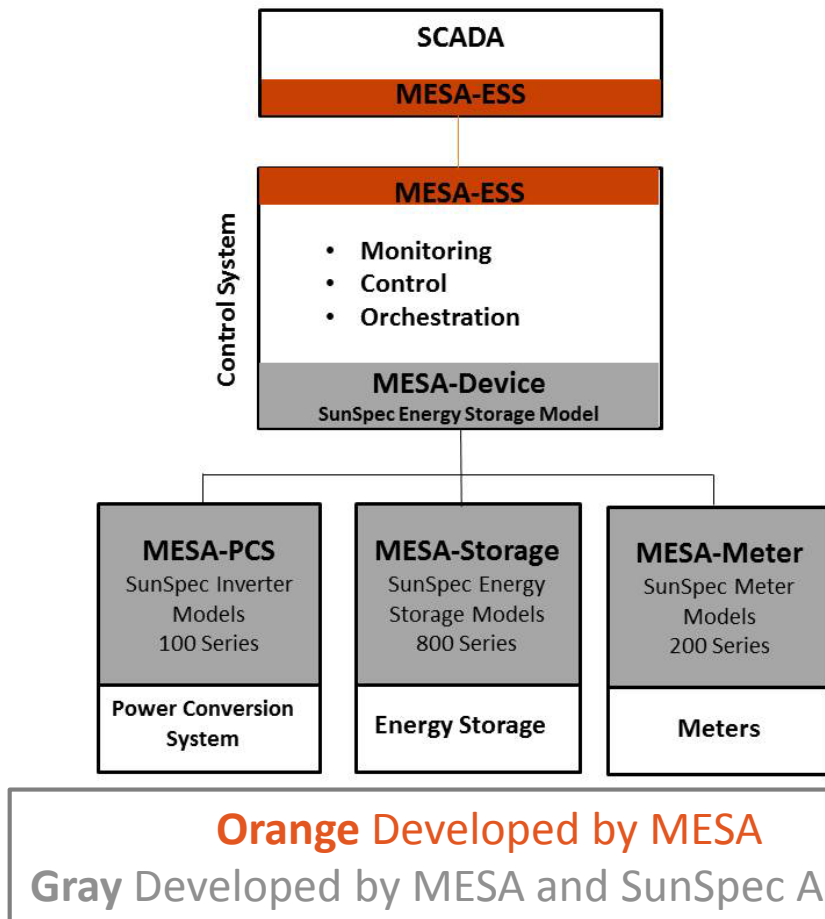 SCADA
MESA-ESS
MESA-ESS
Control System
• Monitoring
• Control
• Orchestration
MESA-Device
SunSpec Energy Storage Model
MESA-PCS
SunSpec Inverter
Models
100 Series
Power Conversion
System
MESA-Storage
SunSpec Energy
Storage Models
800 Series
Energy Storage
MESA-Meter
SunSpec Meter
Models
200 Series
Meters
Orange Developed by MESA
Gray Developed by MESA and SunSpec A